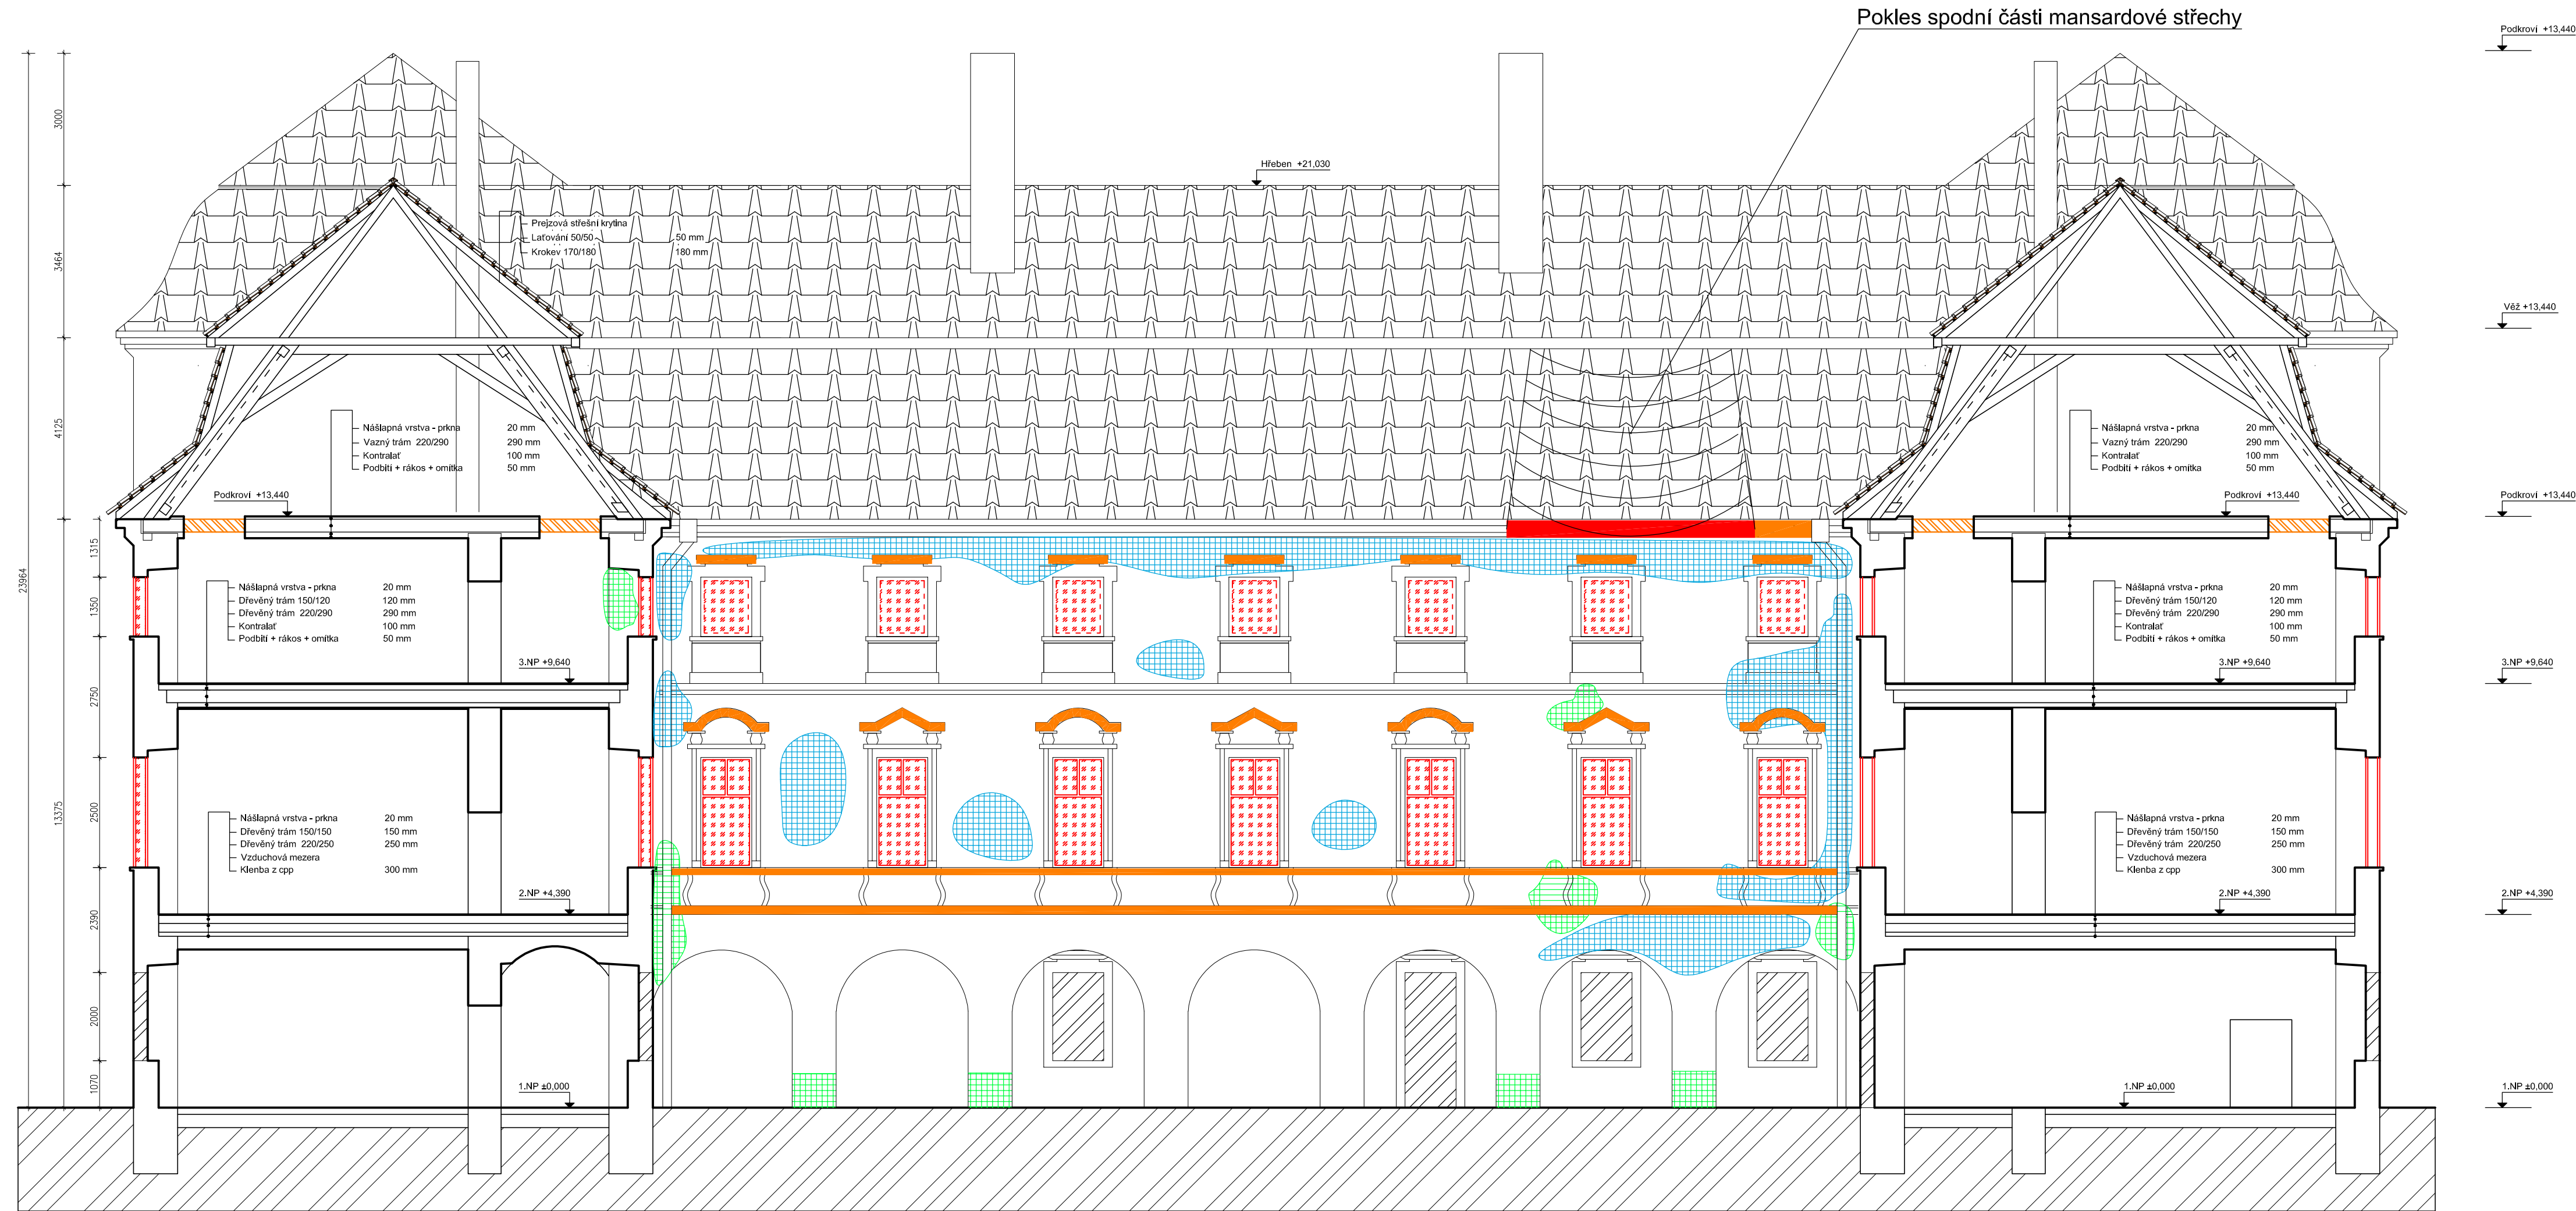 Pokles spodní části mansardové střechy
Podkroví +13,440
Hřeben +21,030
Prejzová střešní krytina
Laťování 50/50 50 mm
Krokev 170/180 180 mm
Věž +13,440
Nášlapná vrstva - prkna 20 mm
Vazný trám 220/290 290 mm
Kontralať 100 mm
Podbití + rákos + omítka 50 mm
Nášlapná vrstva - prkna 20 mm
Vazný trám 220/290 290 mm
Kontralať 100 mm
Podbití + rákos + omítka 50 mm
Podkroví +13,440
Podkroví +13,440
Podkroví +13,440
Nášlapná vrstva - prkna 20 mm
Dřevěný trám 150/120 120 mm
Dřevěný trám 220/290 290 mm
Kontralať 100 mm
Podbití + rákos + omítka 50 mm
Nášlapná vrstva - prkna 20 mm
Dřevěný trám 150/120 120 mm
Dřevěný trám 220/290 290 mm
Kontralať 100 mm
Podbití + rákos + omítka 50 mm
3.NP +9,640
3.NP +9,640
3.NP +9,640
Nášlapná vrstva - prkna 20 mm
Dřevěný trám 150/150 150 mm
Dřevěný trám 220/250 250 mm
Vzduchová mezera
Klenba z cpp 300 mm
Nášlapná vrstva - prkna 20 mm
Dřevěný trám 150/150 150 mm
Dřevěný trám 220/250 250 mm
Vzduchová mezera
Klenba z cpp 300 mm
2.NP +4,390
2.NP +4,390
2.NP +4,390
1.NP ±0,000
1.NP ±0,000
1.NP ±0,000
23964
3000
3464
4125
13375
1315
1350
2750
2500
2390
2000
1070